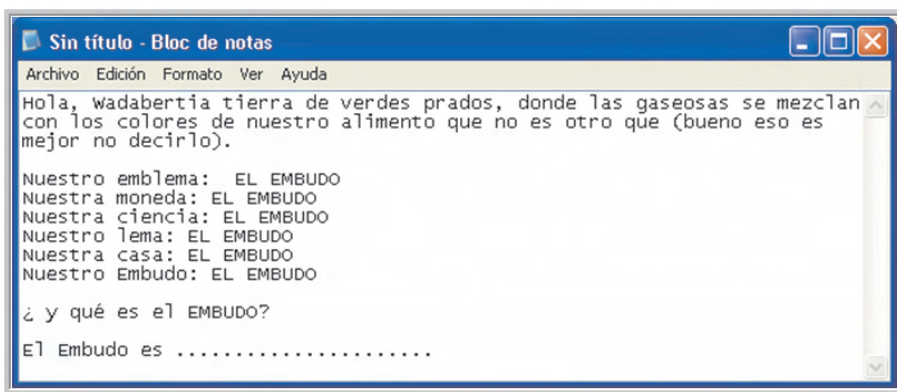 Sin título - Bloc de notas
Archivo Edición Formato Ver Ayuda
Hola, Wadabertia tierra de verdes prados, donde las gaseosas se mezclan
con los colores de nuestro alimento que no es otro que (bueno eso es
mejor no decirlo).
Nuestro emblema:  EL EMBUDO
Nuestra moneda: EL EMBUDO
Nuestra ciencia: EL EMBUDO
Nuestro lema: EL EMBUDO
Nuestra casa: EL EMBUDO
Nuestro Embudo: EL EMBUDO
¿ y qué es el EMBUDO?
El Embudo es ......................